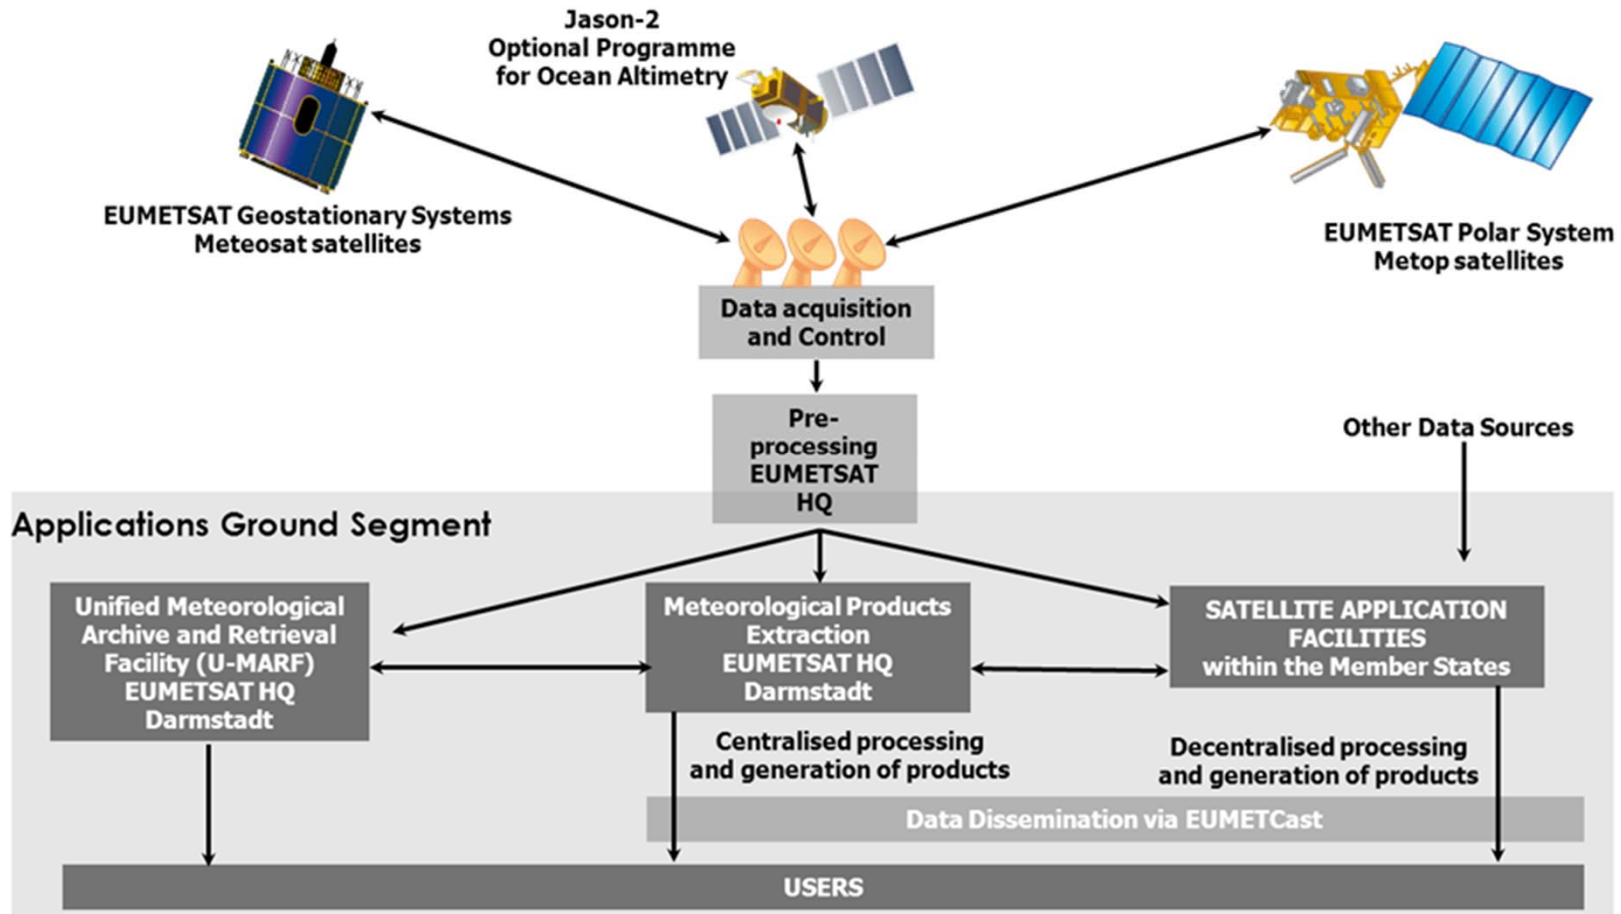 Jason-2
Optional Programme
for Ocean Altimetry
EUMETSAT Geostationary Systems
Meteosat satellites
EUMETSAT Polar System
Metop satellites
Data acquisition
and Control
Pre-
processing
EUMETSAT
HQ
Other Data Sources
Applications Ground Segment
Unified Meteorological
Archive and Retrieval
Facility (U-MARF)
EUMETSAT HQ
Darmstadt
Meteorological Products
Extraction
EUMETSAT HQ
Darmstadt
SATELLITE APPLICATION
FACILITIES
within the Member States
Centralised processing
and generation of products
Decentralised processing
and generation of products
Data Dissemination via EUMETCast
USERS